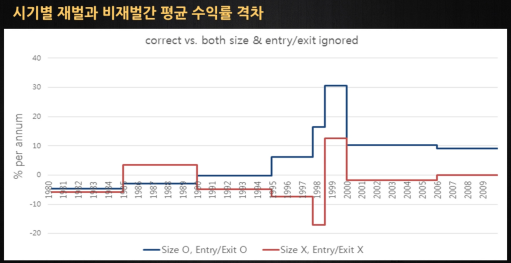 시기별 재벌과 비재벌간 평균 수익률 격차
correct vs. both size & entry/exit ignored
% per annum
40
30
20
10
0
-10
-20
1980 1981 1982 1983 1984 1985 1986 1987 1988 1989 1990 1991 1992 1993 1994 1995 1996 1997 1998 1999 2000 2001 2002 2003 2004 2005 2006 2007 2008 2009
Size O, Entry/Exit O Size X, Entry/Exit X